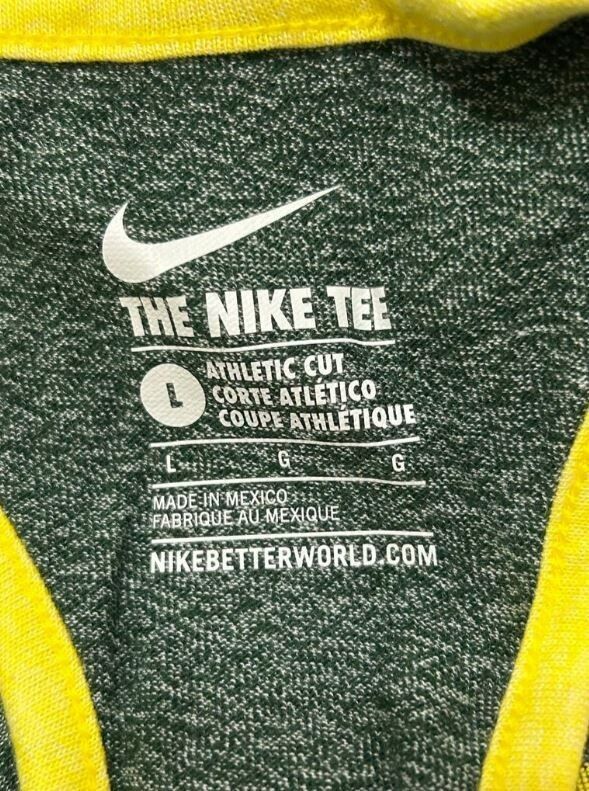 THE NIKE TEE
L
ATHLETIC CUT
CORTE ATLÉTICO
COUPE ATHLÉTIQUE
L G G
MADE IN MEXICO
FABRIQUE AU MEXIQUE
NIKEBETTERWORLD.COM